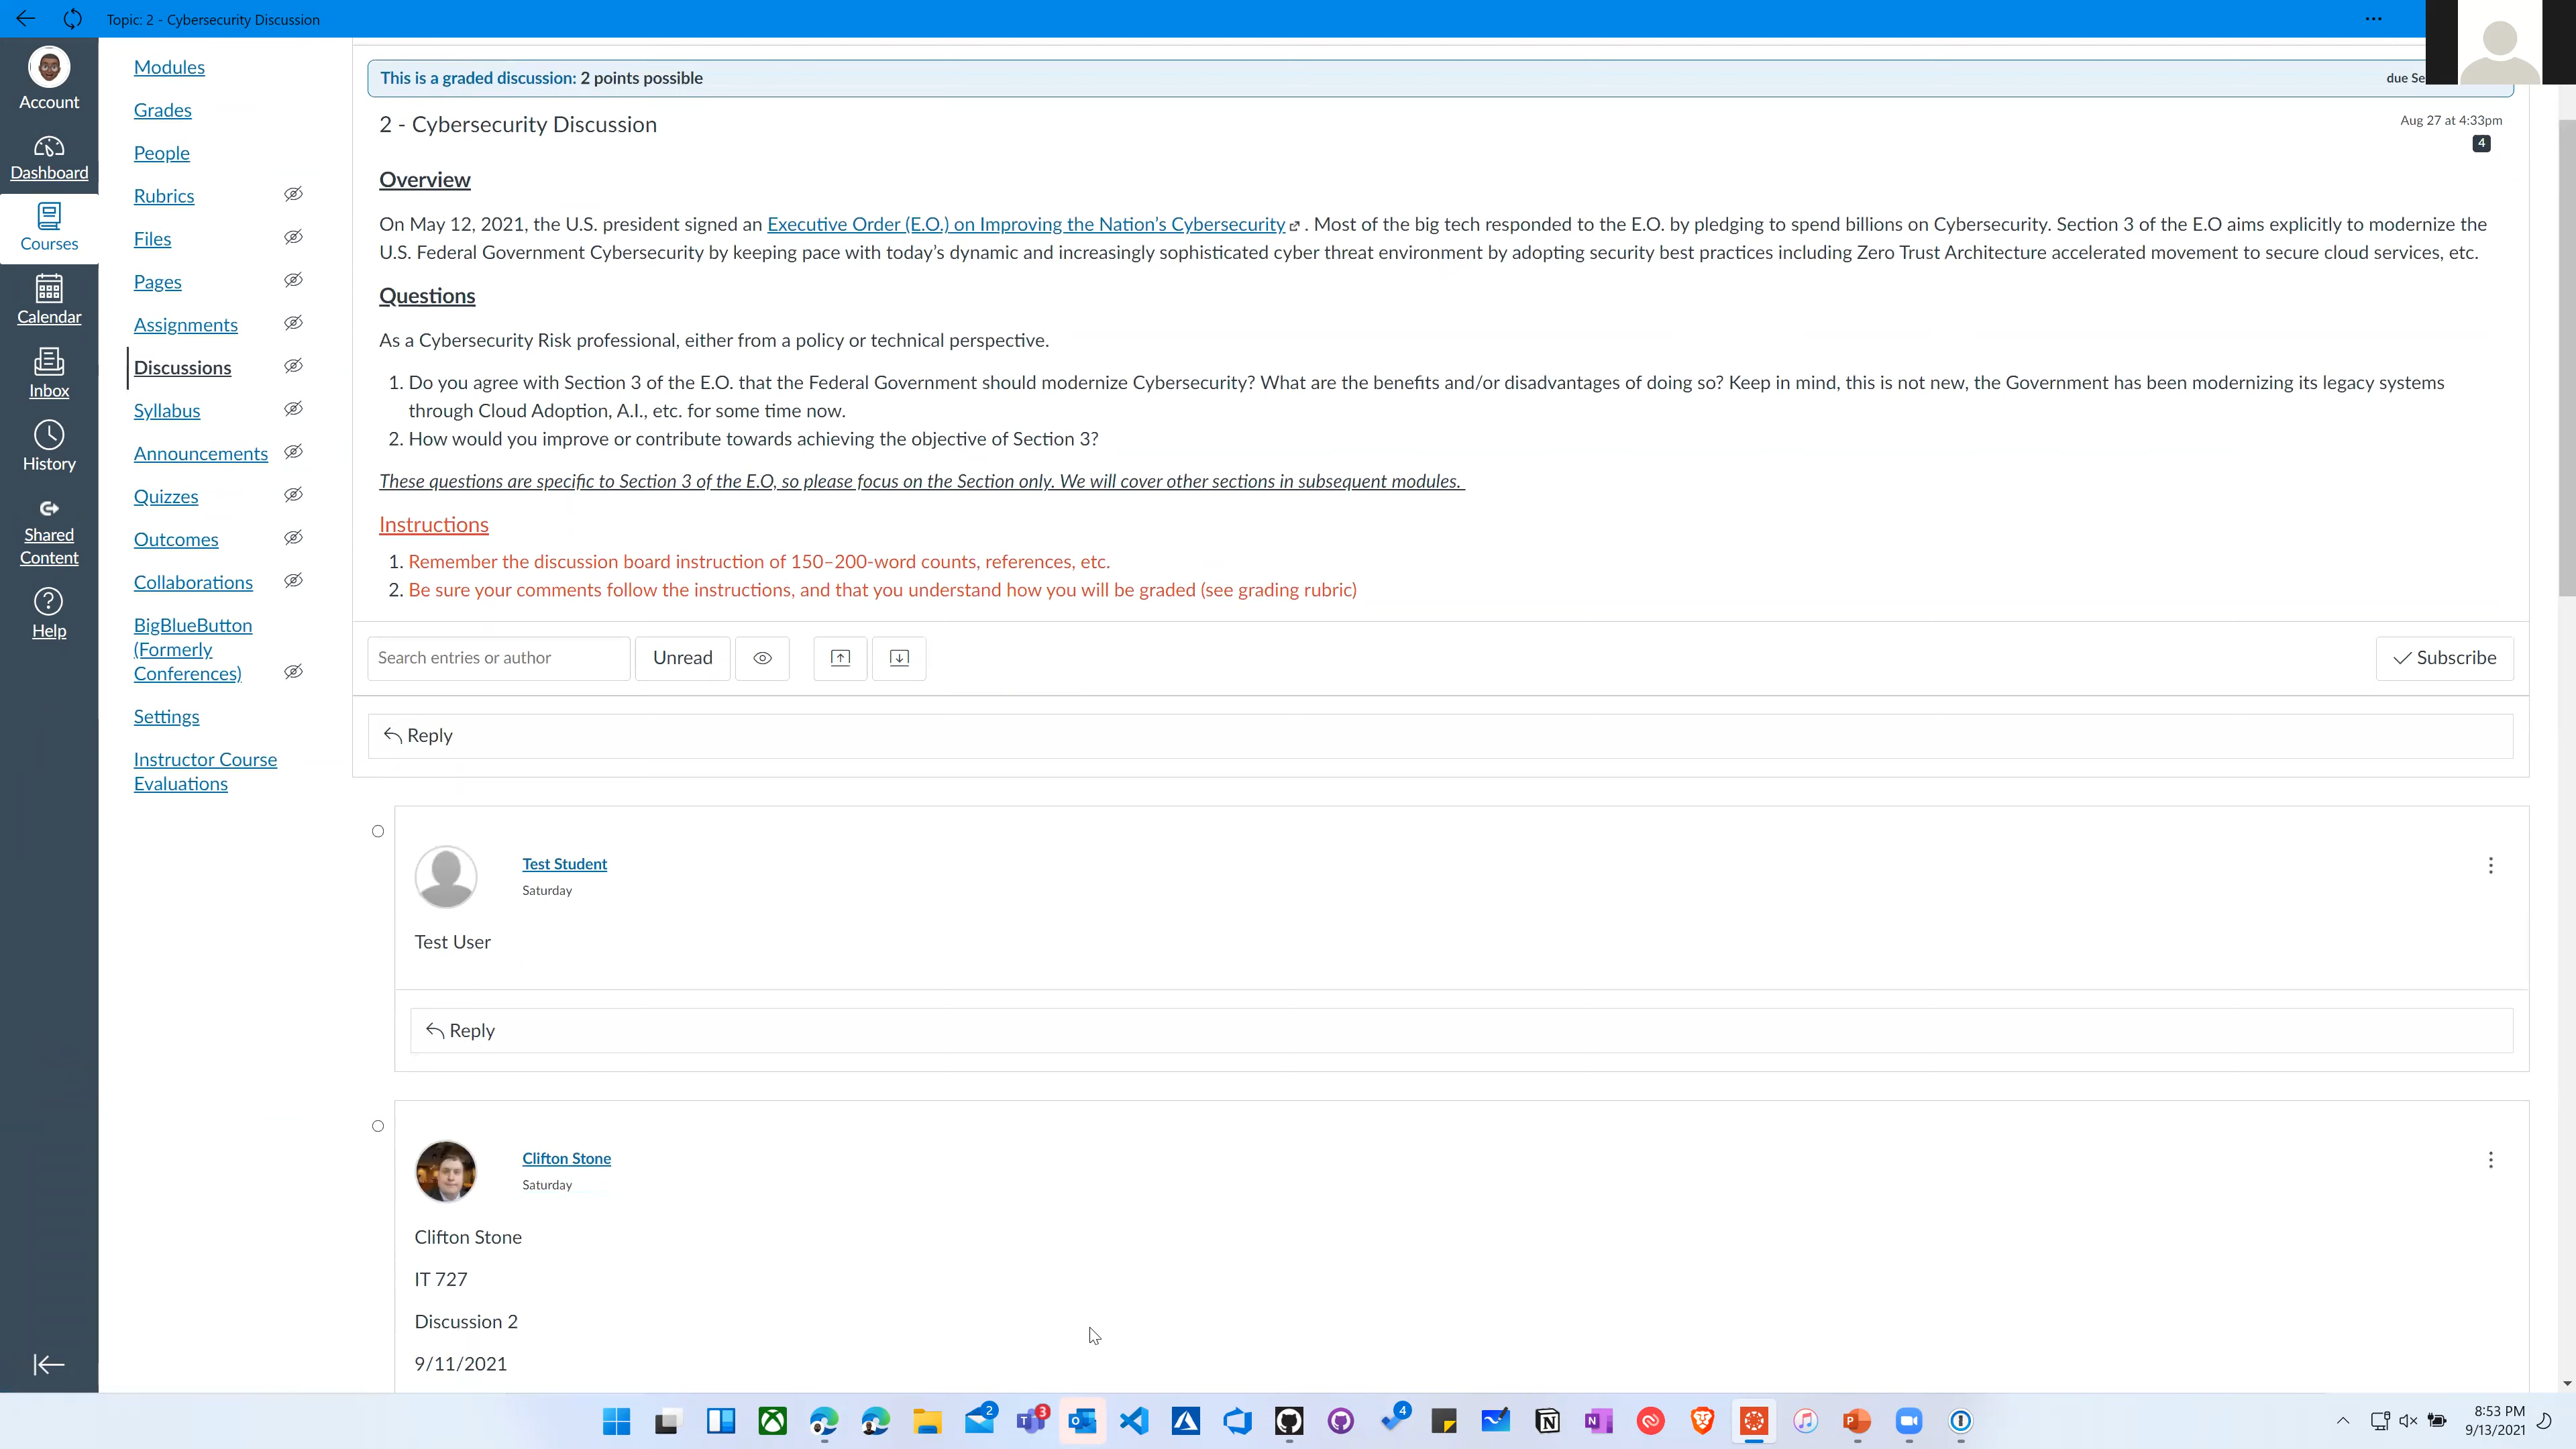 Topic: 2 - Cybersecurity Discussion
Account
Dashboard
Courses
Calendar
Inbox
History
Shared
Content
Help
Modules
Grades
People
Rubrics
Files
Pages
Assignments
Discussions
Syllabus
Announcements
Quizzes
Outcomes
Collaborations
BigBlueButton
(Formerly
Conferences)
Settings
Instructor Course
Evaluations
This is a graded discussion: 2 points possible
due Se
2 - Cybersecurity Discussion
Aug 27 at 4:33pm
4
Overview
On May 12, 2021, the U.S. president signed an Executive Order (E.O.) on Improving the Nation’s Cybersecurity . Most of the big tech responded to the E.O. by pledging to spend billions on Cybersecurity. Section 3 of the E.O aims explicitly to modernize the
U.S. Federal Government Cybersecurity by keeping pace with today’s dynamic and increasingly sophisticated cyber threat environment by adopting security best practices including Zero Trust Architecture accelerated movement to secure cloud services, etc.
Questions
As a Cybersecurity Risk professional, either from a policy or technical perspective.
1. Do you agree with Section 3 of the E.O. that the Federal Government should modernize Cybersecurity? What are the benefits and/or disadvantages of doing so? Keep in mind, this is not new, the Government has been modernizing its legacy systems
through Cloud Adoption, A.I., etc. for some time now.
2. How would you improve or contribute towards achieving the objective of Section 3?
These questions are specific to Section 3 of the E.O, so please focus on the Section only. We will cover other sections in subsequent modules.
Instructions
1. Remember the discussion board instruction of 150–200-word counts, references, etc.
2. Be sure your comments follow the instructions, and that you understand how you will be graded (see grading rubric)
Search entries or author
Unread
Subscribe
Reply
Test Student
Saturday
Test User
Reply
Clifton Stone
Saturday
Clifton Stone
IT 727
Discussion 2
9/11/2021
2
3
4
8:53 PM
9/13/2021